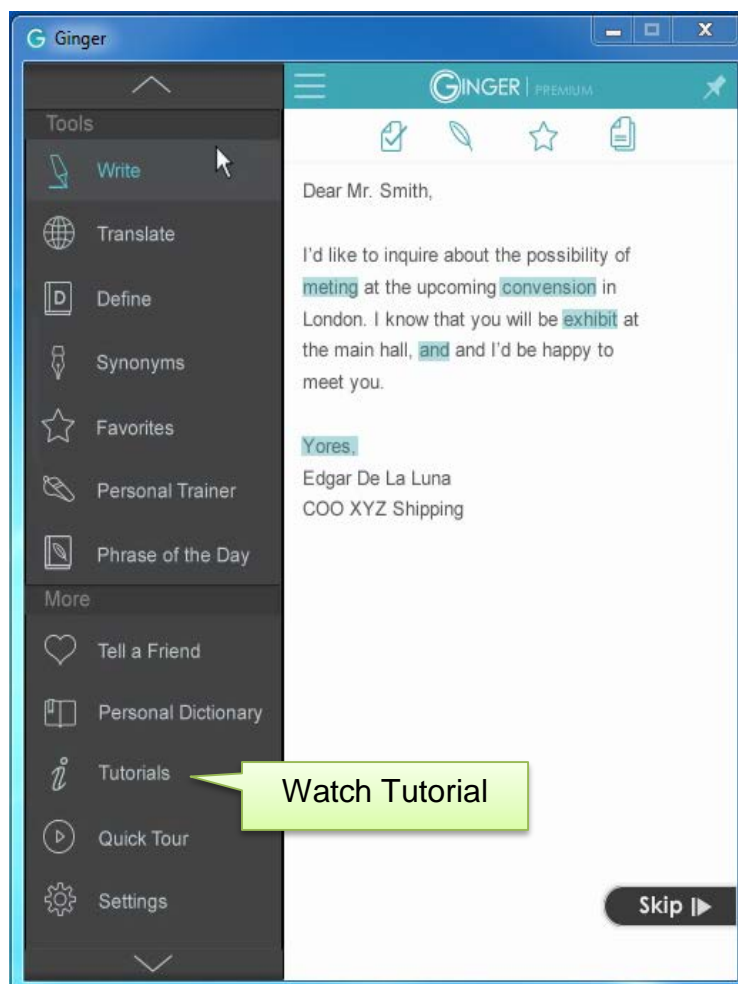 Ginger
GINGER | PREMIUM
Tools
Write
Translate
D
Define
Synonyms
Favorites
Personal Trainer
Phrase of the Day
More
Tell a Friend
Personal Dictionary
Tutorials
Quick Tour
Settings
Dear Mr. Smith,
I'd like to inquire about the possibility of
meting at the upcoming convension in
London. I know that you will be exhibit at
the main hall, and and I'd be happy to
meet you.
Yores,
Edgar De La Luna
COO XYZ Shipping
Watch Tutorial
Skip